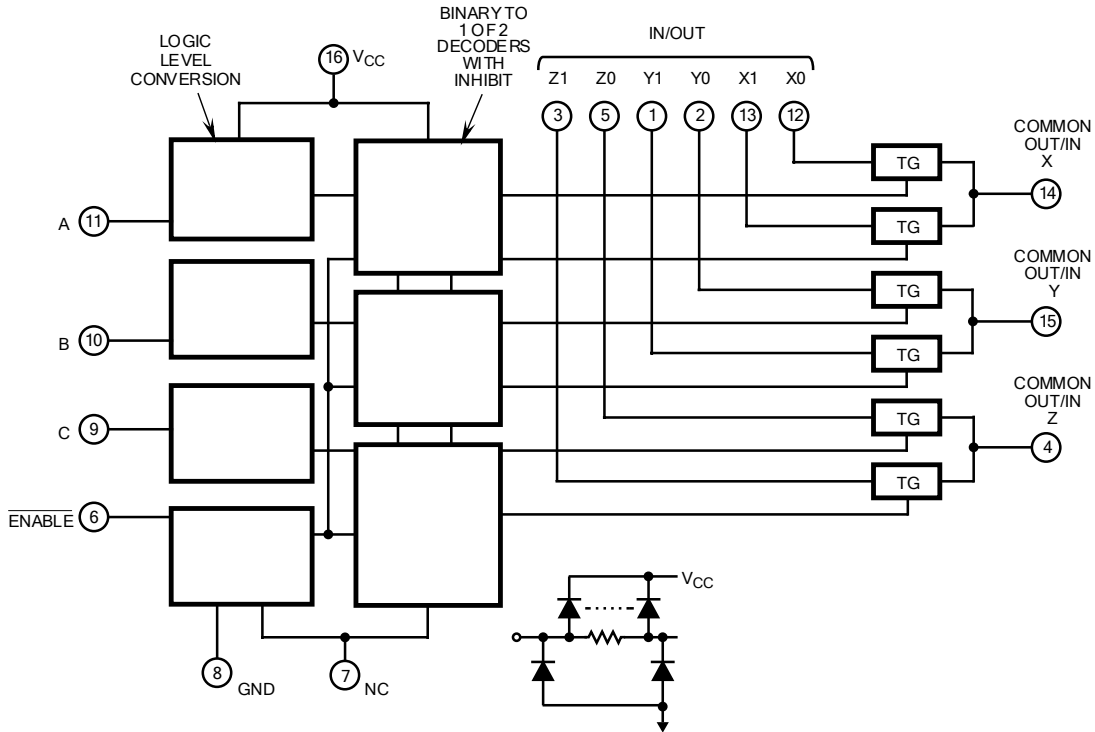 LOGIC
LEVEL
CONVERSION
16
VCC
BINARY TO
1 OF 2
DECODERS
WITH
INHIBIT
IN/OUT
Z1 Z0 Y1 Y0 X1 X0
3 5 1 2 13 12
A 11
B 10
C 9
ENABLE 6
8 GND
7 NC
TG
TG
TG
TG
TG
TG
COMMON
OUT/IN
X
14
COMMON
OUT/IN
Y
15
COMMON
OUT/IN
Z
4
VCC